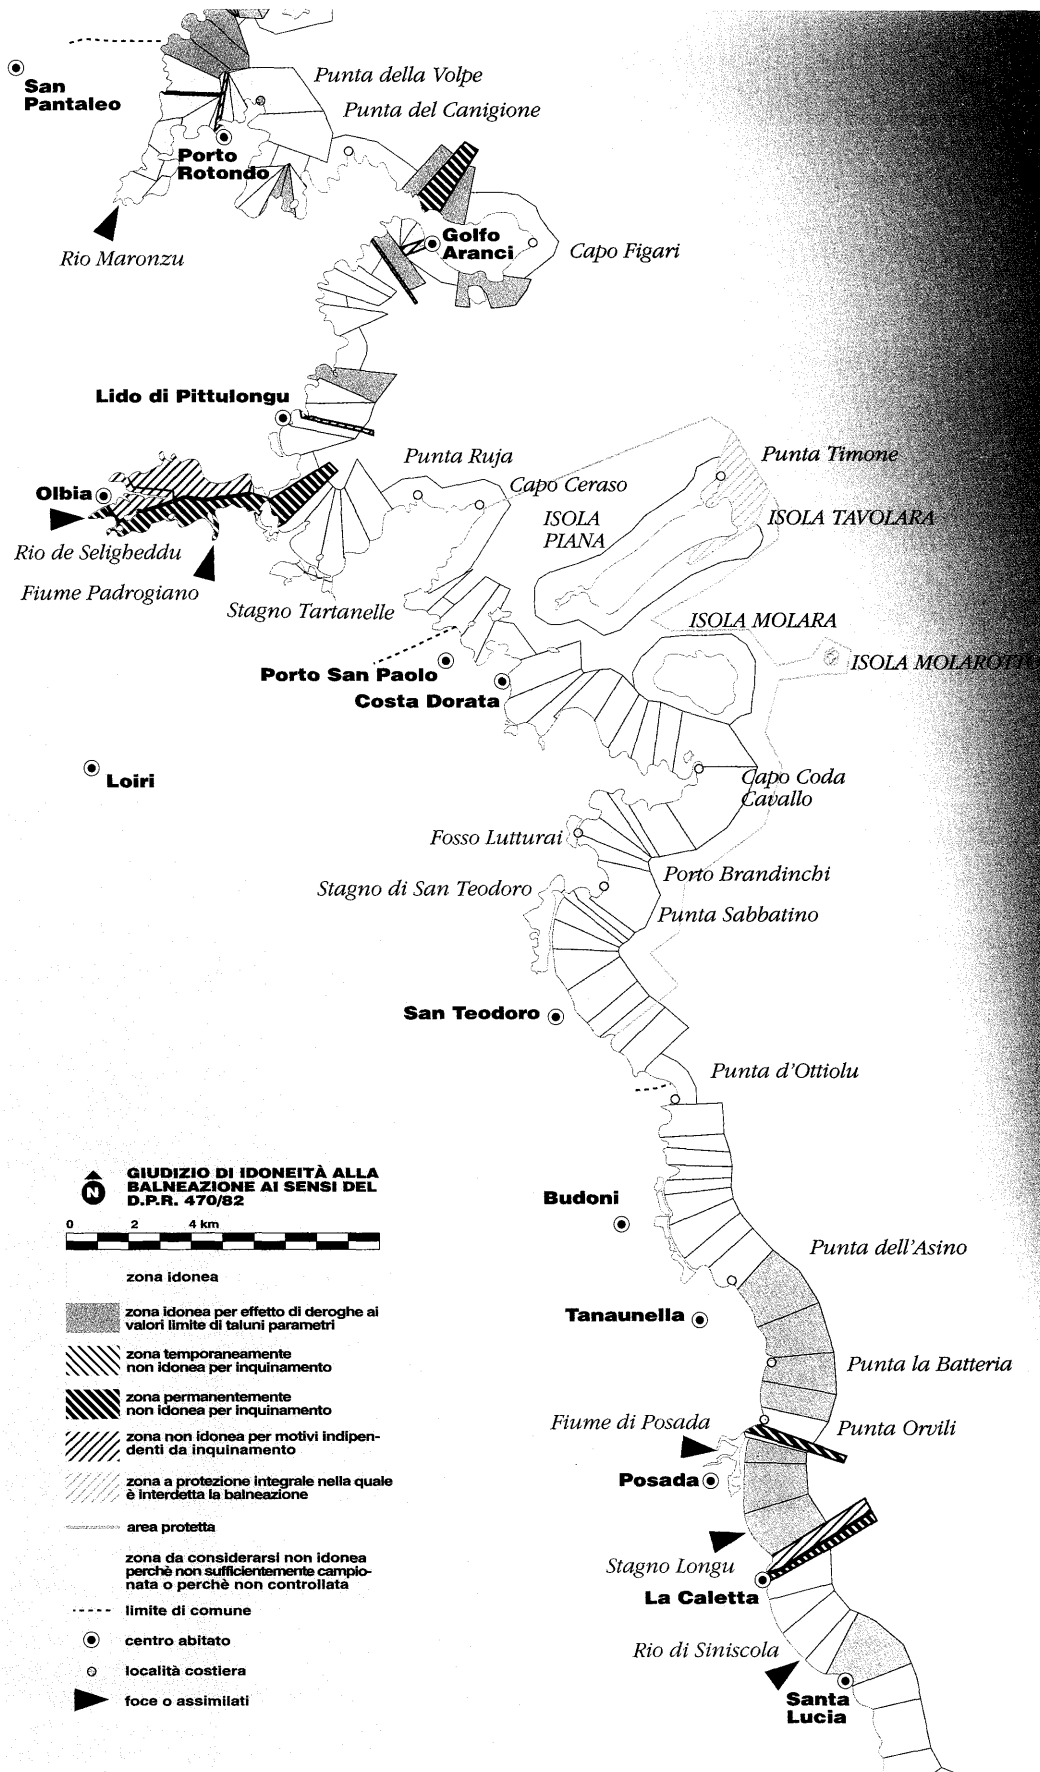 San
Pantaleo
Punta della Volpe
Punta del Canigione
Porto
Rotondo
Rio Maronzu
Golfo
Aranci
Capo Figari
Lido di Pittulongu
Punta Ruja
Punta Timone
Capo Ceraso
Olbia
ISOLA
PIANA
ISOLA TAVOLARA
Rio de Seligheddu
Fiume Padrogiano
Stagno Tartanelle
ISOLA MOLARA
ISOLA MOLAROTTO
Porto San Paolo
Costa Dorata
Loiri
Capo Coda
Cavallo
Fosso Lutturai
Porto Brandinchi
Stagno di San Teodoro
Punta Sabbatino
San Teodoro
Punta d'Ottiolu
Budoni
Punta dell'Asino
Tanaunella
Punta la Batteria
Fiume di Posada
Punta Orvili
Posada
Stagno Longu
La Caletta
Rio di Siniscola
Santa
Lucia
N
GIUDIZIO DI IDONEITÀ ALLA
BALNEAZIONE AI SENSI DEL
D.P.R. 470/82
0 2 4 km
zona idonea
zona idonea per effetto di deroghe ai
valori limite di taluni parametri
zona temporaneamente
non idonea per inquinamento
zona permanentemente
non idonea per inquinamento
zona non idonea per motivi indipen-
denti da inquinamento
zona a protezione integrale nella quale
è interdetta la balneazione
area protetta
zona da considerarsi non idonea
perchè non sufficientemente campio-
nata o perchè non controllata
limite di comune
centro abitato
località costiera
foce o assimilati